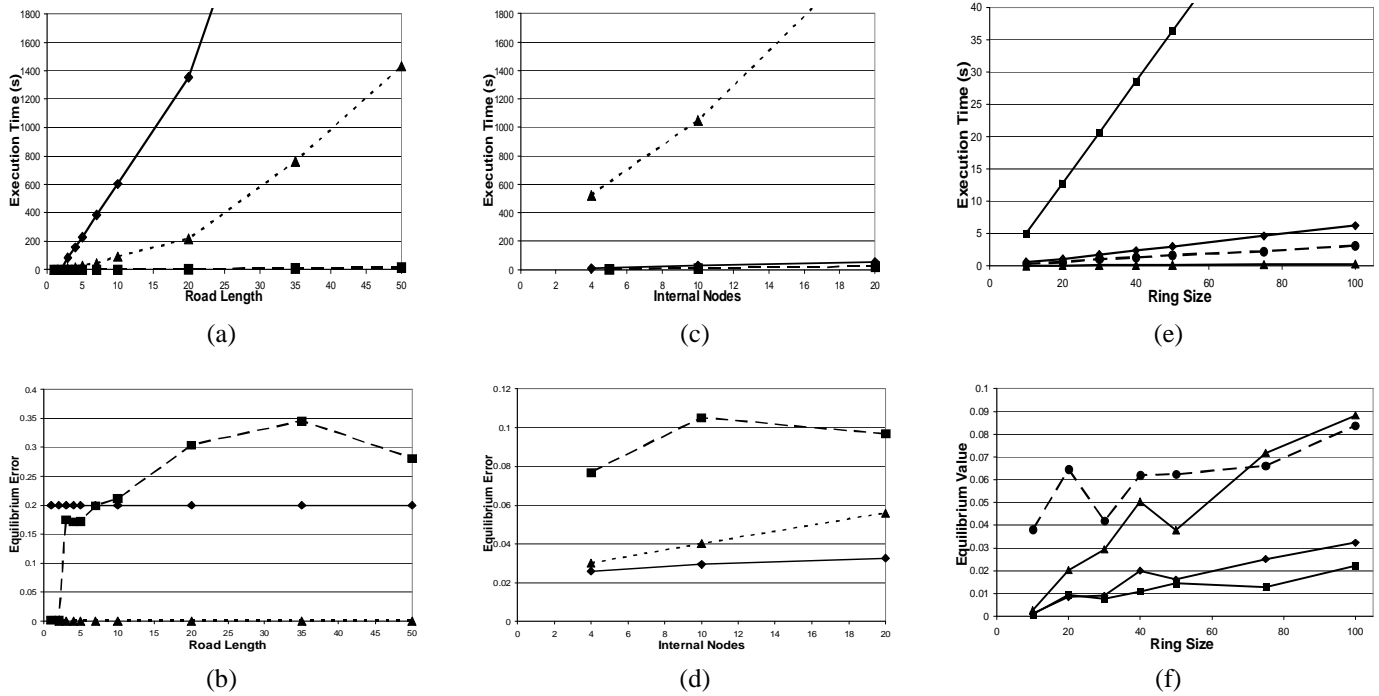 Execution Time (s)
1800
1600
1400
1200
1000
800
600
400
200
0
0 5 10 15 20 25 30 35 40 45 50
Road Length
(a)
Execution Time (s)
1800
1600
1400
1200
1000
800
600
400
200
0
0 2 4 6 8 10 12 14 16 18 20
Internal Nodes
(c)
Execution Time (s)
40
35
30
25
20
15
10
5
0
0 20 40 60 80 100
Ring Size
(e)
Equilibrium Error
0.4
0.35
0.3
0.25
0.2
0.15
0.1
0.05
0
0 5 10 15 20 25 30 35 40 45 50
Road Length
(b)
Equilibrium Error
0.12
0.1
0.08
0.06
0.04
0.02
0
0 2 4 6 8 10 12 14 16 18 20
Internal Nodes
(d)
Equilibrium Value
0.1
0.09
0.08
0.07
0.06
0.05
0.04
0.03
0.02
0.01
0
0 20 40 60 80 100
Ring Size
(f)